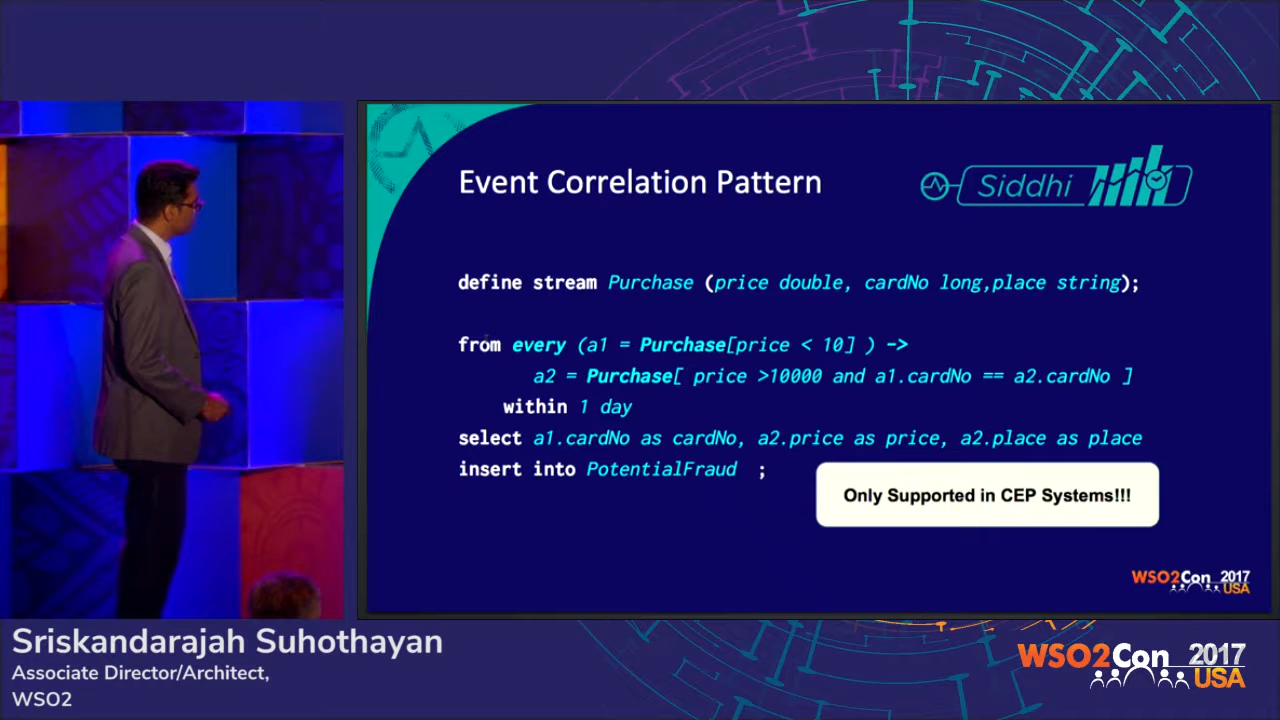 Event Correlation Pattern
Siddhi
define stream Purchase (price double, cardNo long,place string);
from every (a1 = Purchase[price < 10] ) ->
a2 = Purchase[ price >10000 and a1.cardNo == a2.cardNo ]
within 1 day
select a1.cardNo as cardNo, a2.price as price, a2.place as place
insert into PotentialFraud ;
Only Supported in CEP Systems!!!
WSO2Con 2017
USA
Sriskandarajah Suhothayan
Associate Director/Architect,
WSO2
WSO2Con 2017
USA